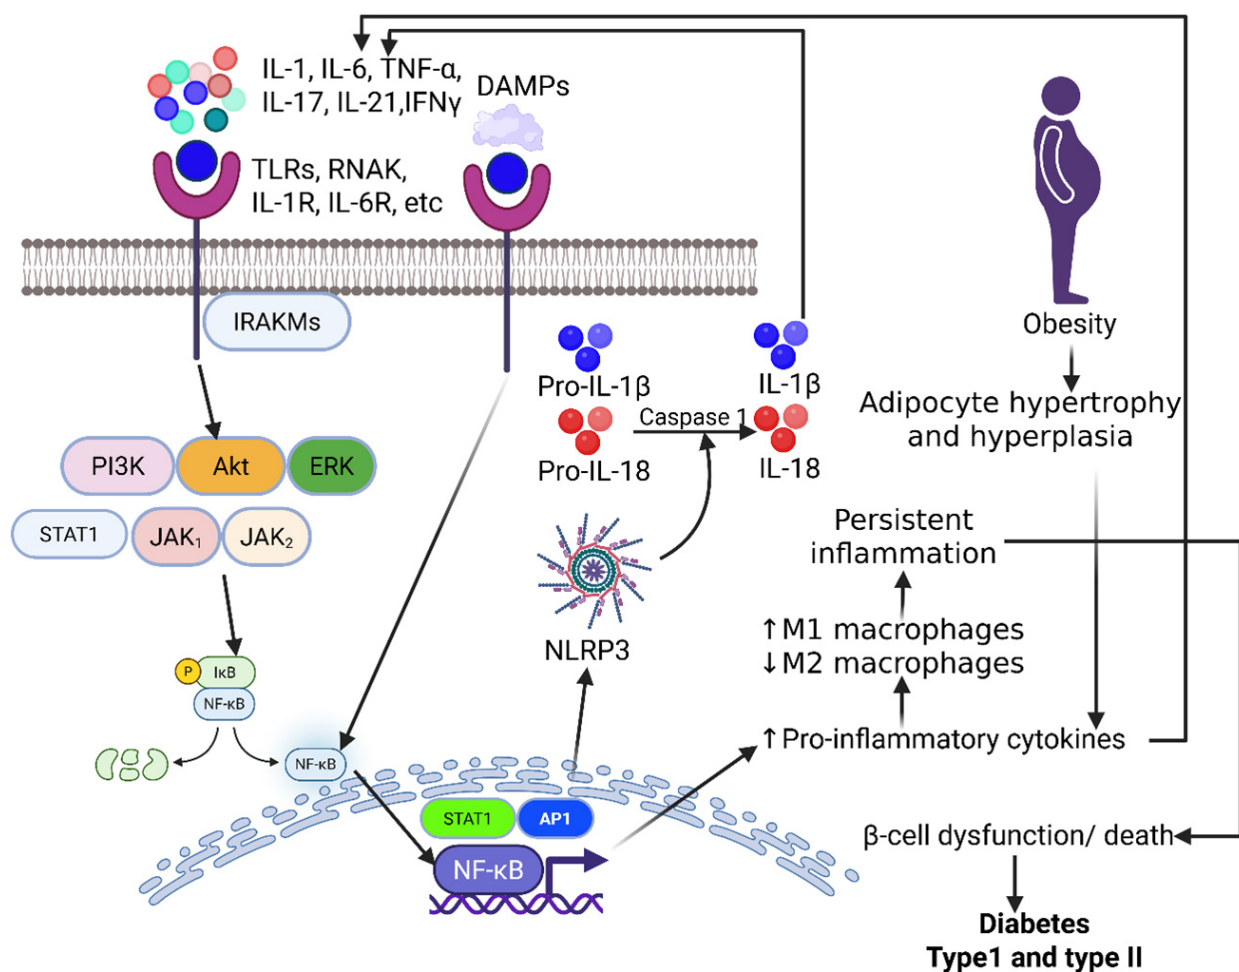 IL-1, IL-6, TNF-α,
IL-17, IL-21,IFNγ
DAMPs
TLRs, RNAK,
IL-1R, IL-6R, etc
IRAKMs
Obesity
Pro-IL-1β
IL-1β
Caspase 1
Pro-IL-18
IL-18
Adipocyte hypertrophy
and hyperplasia
PI3K
Akt
ERK
STAT1
JAK1
JAK2
Persistent
inflammation
NLRP3
↑M1 macrophages
↓M2 macrophages
P
IκB
NF-κB
NF-κB
↑Pro-inflammatory cytokines
STAT1
AP1
NF-κB
β-cell dysfunction/ death
Diabetes
Type1 and type II